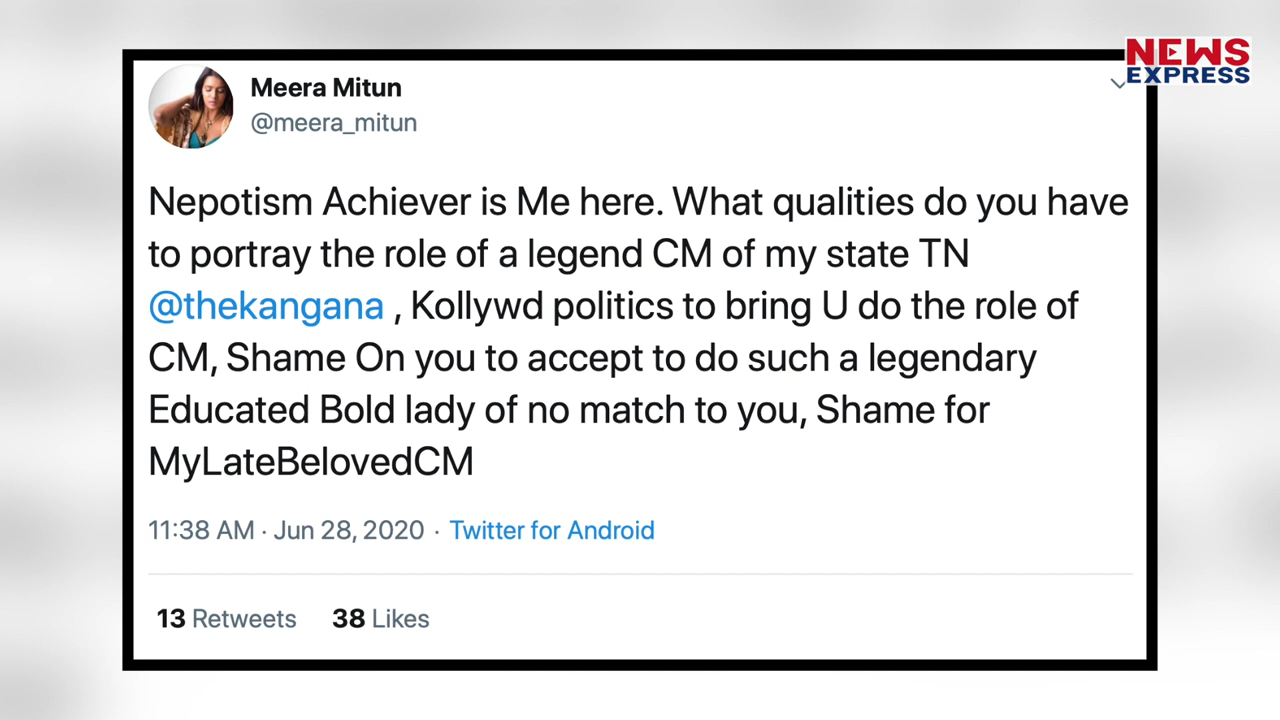 NEWS
EXPRESS
Meera Mitun
@meera_mitun
Nepotism Achiever is Me here. What qualities do you have
to portray the role of a legend CM of my state TN
@thekangana , Kollywd politics to bring U do the role of
CM, Shame On you to accept to do such a legendary
Educated Bold lady of no match to you, Shame for
MyLateBelovedCM
11:38 AM · Jun 28, 2020 · Twitter for Android
13 Retweets 38 Likes